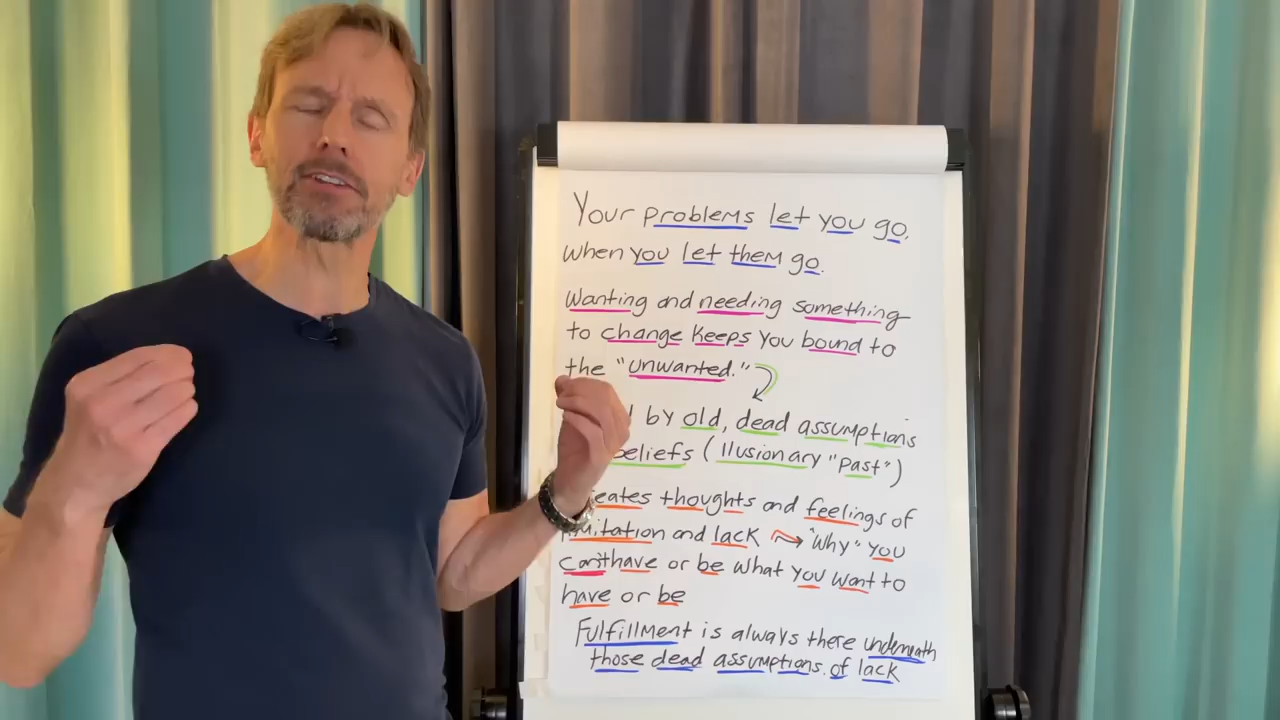 Your problems let you go,
when you let them go.
Wanting and needing something
to change keeps you bound to
the "unwanted."
by old, dead assumptions
beliefs (illusionary "past")
thoughts and feelings of
and lack "Why" you
can't have or be what you want to
have or be
Fulfillment is always there underneath
those dead assumptions of lack